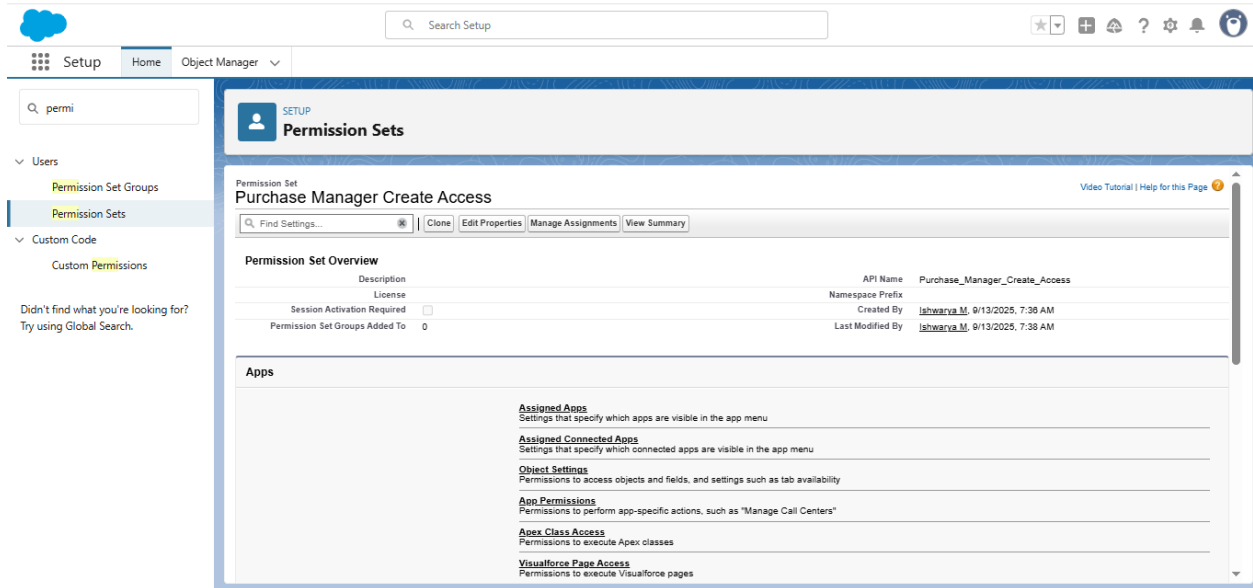 Search Setup
Setup
Home
Object Manager
permi
Users
Permission Set Groups
Permission Sets
Custom Code
Custom Permissions
Didn't find what you're looking for?
Try using Global Search.
SETUP
Permission Sets
Permission Set
Purchase Manager Create Access
Video Tutorial | Help for this Page
Find Settings...
Clone
Edit Properties
Manage Assignments
View Summary
Permission Set Overview
Description
API Name Purchase_Manager_Create_Access
License
Namespace Prefix
Session Activation Required
Created By Ishwarya M, 9/13/2025, 7:36 AM
Permission Set Groups Added To 0
Last Modified By Ishwarya M, 9/13/2025, 7:38 AM
Apps
Assigned Apps
Settings that specify which apps are visible in the app menu
Assigned Connected Apps
Settings that specify which connected apps are visible in the app menu
Object Settings
Permissions to access objects and fields, and settings such as tab availability
App Permissions
Permissions to perform app-specific actions, such as "Manage Call Centers"
Apex Class Access
Permissions to execute Apex classes
Visualforce Page Access
Permissions to execute Visualforce pages